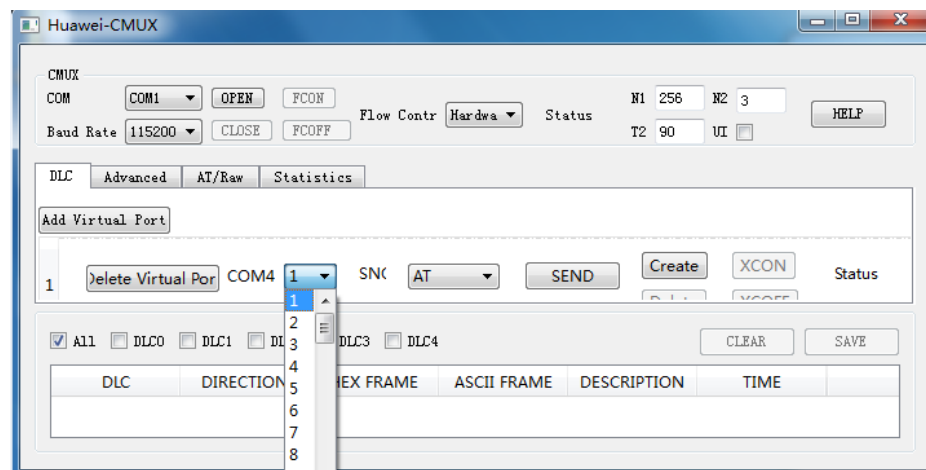 Huawei-CMUX
CMUX
COM COM1 OPEN FCON
Baud Rate 115200 CLOSE FCOFF
Flow Contr Hardwa Status
N1 256 N2 3
T2 90 UI
HELP
DLC Advanced AT/Raw Statistics
Add Virtual Port
1 Delete Virtual Por COM4 1 SN( AT SEND Create XCON Status
XCOFF
1
2
3
4
5
6
7
8
All DLC0 DLC1 DL DLC3 DLC4 CLEAR SAVE
DLC DIRECTION HEX FRAME ASCII FRAME DESCRIPTION TIME